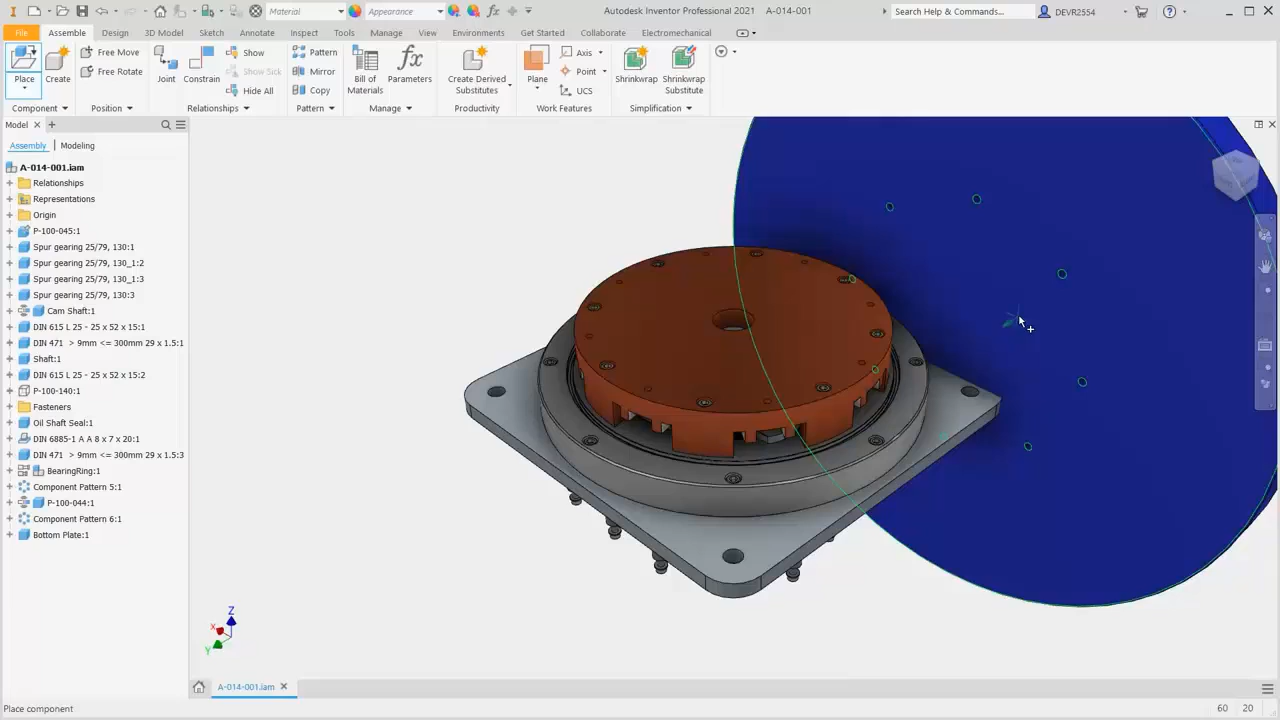 Material
Appearance
Autodesk Inventor Professional 2021 A-014-001
Search Help & Commands...
DEVR2554
File Assemble Design 3D Model Sketch Annotate Inspect Tools Manage View Environments Get Started Collaborate Electromechanical
Place
Create
Free Move
Free Rotate
Joint
Constrain
Show
Show Sick
Hide All
Pattern
Mirror
Copy
Bill of
Materials
Parameters
Create Derived
Substitutes
Plane
Axis
Point
UCS
Shrinkwrap
Shrinkwrap
Substitute
Component Position Relationships Pattern Manage Productivity Work Features Simplification
Model
Assembly | Modeling
A-014-001.iam
Relationships
Representations
Origin
P-100-045:1
Spur gearing 25/79, 130:1
Spur gearing 25/79, 130_1:2
Spur gearing 25/79, 130_1:3
Spur gearing 25/79, 130:3
Cam Shaft:1
DIN 615 L 25 - 25 x 52 x 15:1
DIN 471 > 9mm <= 300mm 29 x 1.5:1
Shaft:1
DIN 615 L 25 - 25 x 52 x 15:2
P-100-140:1
Fasteners
Oil Shaft Seal:1
DIN 6885-1 A A 8 x 7 x 20:1
DIN 471 > 9mm <= 300mm 29 x 1.5:3
BearingRing:1
Component Pattern 5:1
P-100-044:1
Component Pattern 6:1
Bottom Plate:1
Z
X
Y
A-014-001.iam
Place component
60 20